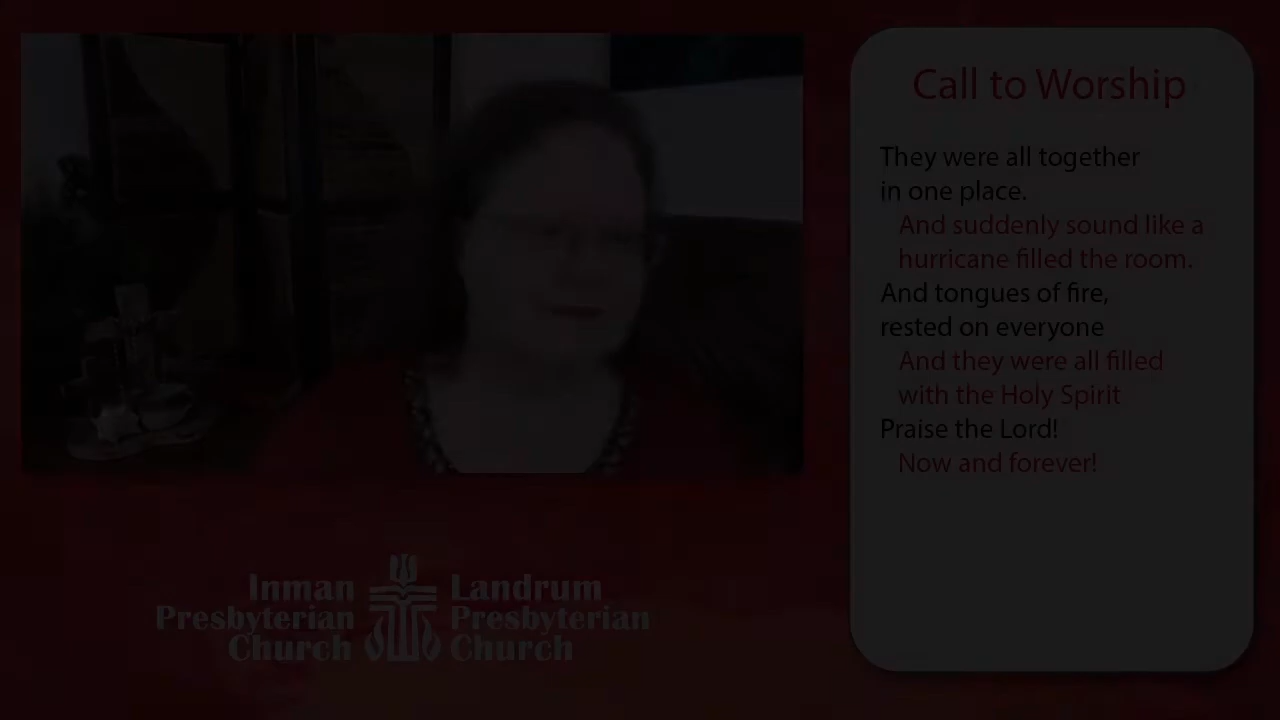 Call to Worship
They were all together
in one place.
And suddenly sound like a
hurricane filled the room.
And tongues of fire,
rested on everyone
And they were all filled
with the Holy Spirit
Praise the Lord!
Now and forever!
Inman
Presbyterian
Church
Landrum
Presbyterian
Church